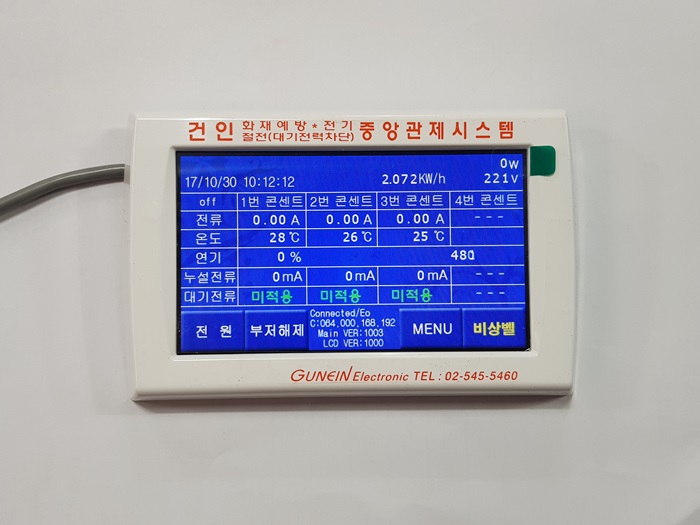 건인 화재예방 * 전기 절전(대기전력차단) 중앙관제시스템
0w
17/10/30 10:12:12 2.072KW/h 221v
off 1번 콘센트 2번 콘센트 3번 콘센트 4번 콘센트
전류 0.00 A 0.00 A 0.00 A ---
온도 28 ℃ 26 ℃ 25 ℃ ---
연기 0 %
누설전류 0mA 0mA 0mA ---
대기전류 미적용 미적용 미적용 ---
전 원 부저해제 MENU 비상벨
Connected/Eo
C:064,000,168,192
Main VER:1003
LCD VER:1000
GUNEIN Electronic TEL : 02-545-5460